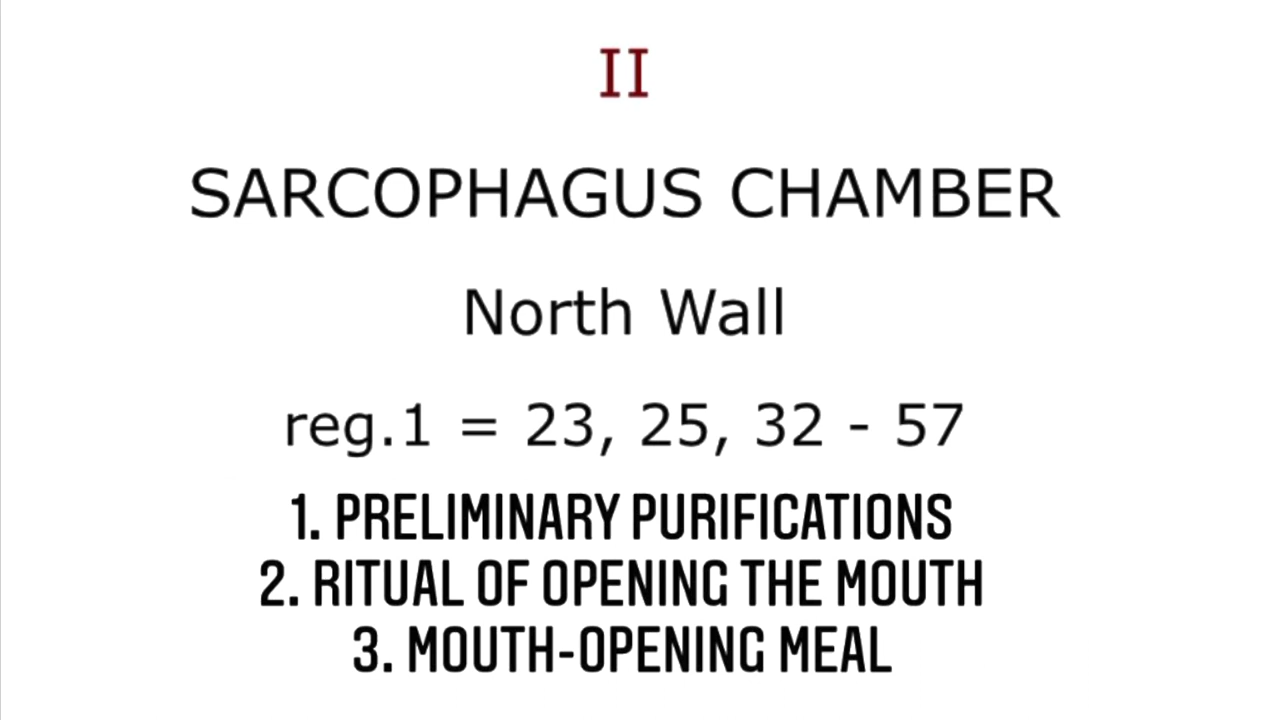 II
SARCOPHAGUS CHAMBER
North Wall
reg.1 = 23, 25, 32 - 57
1. PRELIMINARY PURIFICATIONS
2. RITUAL OF OPENING THE MOUTH
3. MOUTH-OPENING MEAL